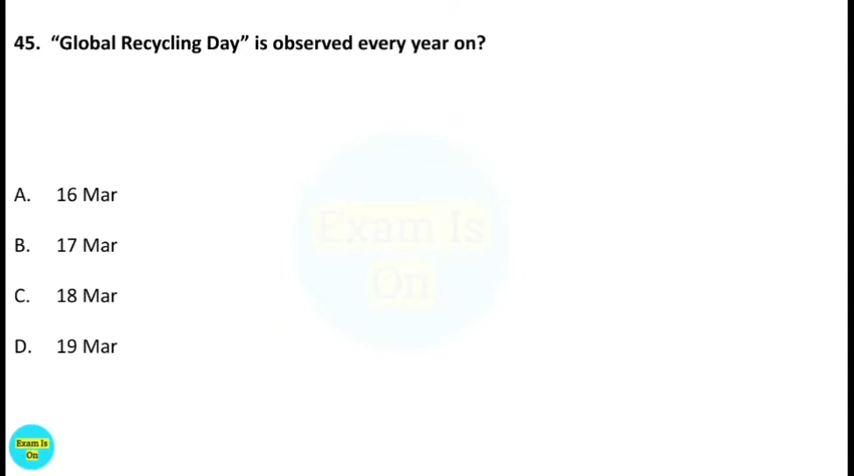 45. “Global Recycling Day” is observed every year on?
A. 16 Mar
B. 17 Mar
C. 18 Mar
D. 19 Mar
Exam Is
On
Exam Is
On